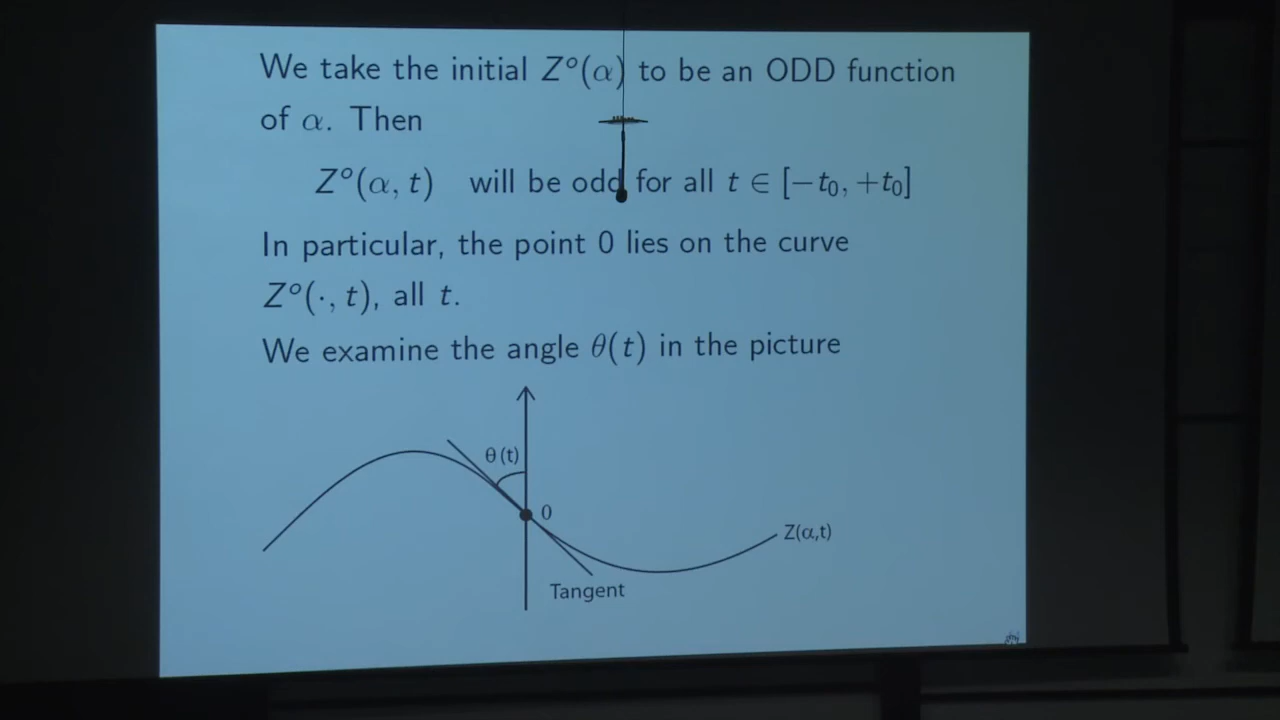 We take the initial Z°(α) to be an ODD function
of α. Then
Z°(α, t) will be odd for all t ∈ [−t₀, +t₀]
In particular, the point 0 lies on the curve
Z°(·, t), all t.
We examine the angle θ(t) in the picture
θ(t)
0
Z(α,t)
Tangent